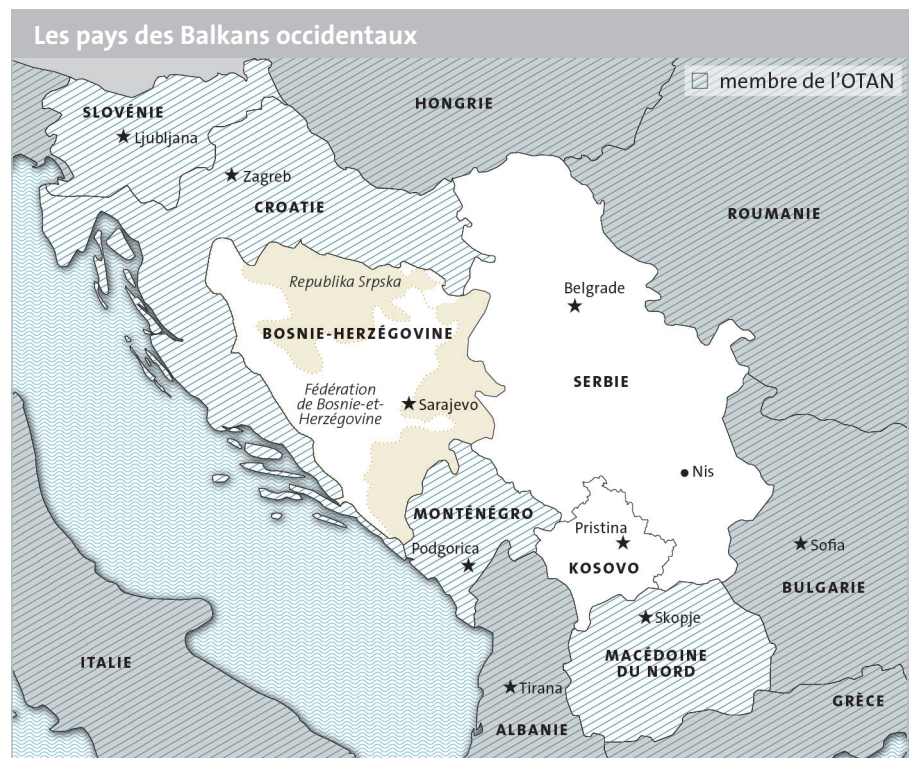 Les pays des Balkans occidentaux
membre de l'OTAN
HONGRIE
SLOVÉNIE
Ljubljana
Zagreb
CROATIE
ROUMANIE
Republika Srpska
Belgrade
BOSNIE-HERZÉGOVINE
SERBIE
Fédération
de Bosnie-et-
Herzégovine
Sarajevo
Nis
MONTÉNÉGRO
Pristina
Podgorica
KOSOVO
Sofia
BULGARIE
Skopje
MACÉDOINE
DU NORD
ITALIE
Tirana
GRÈCE
ALBANIE